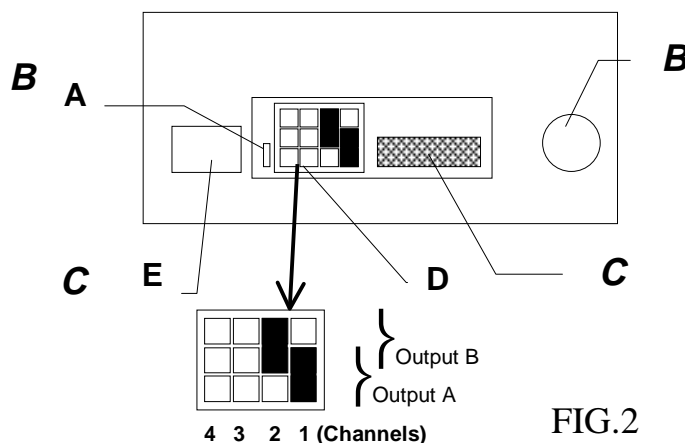 B
B
A
C
E
D
C
Output B
Output A
4 3 2 1 (Channels)
FIG.2